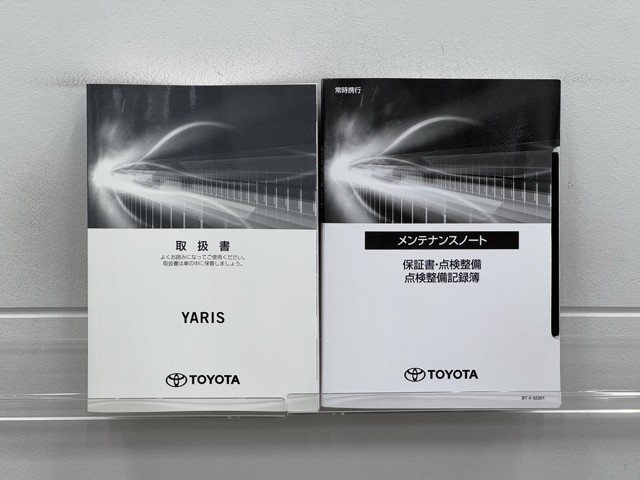 取扱書
よくお読みになってご使用ください。
取扱書は車の中に保管しましょう。
YARIS
TOYOTA
常時携行
メンテナンスノート
保証書・点検整備
点検整備記録簿
TOYOTA